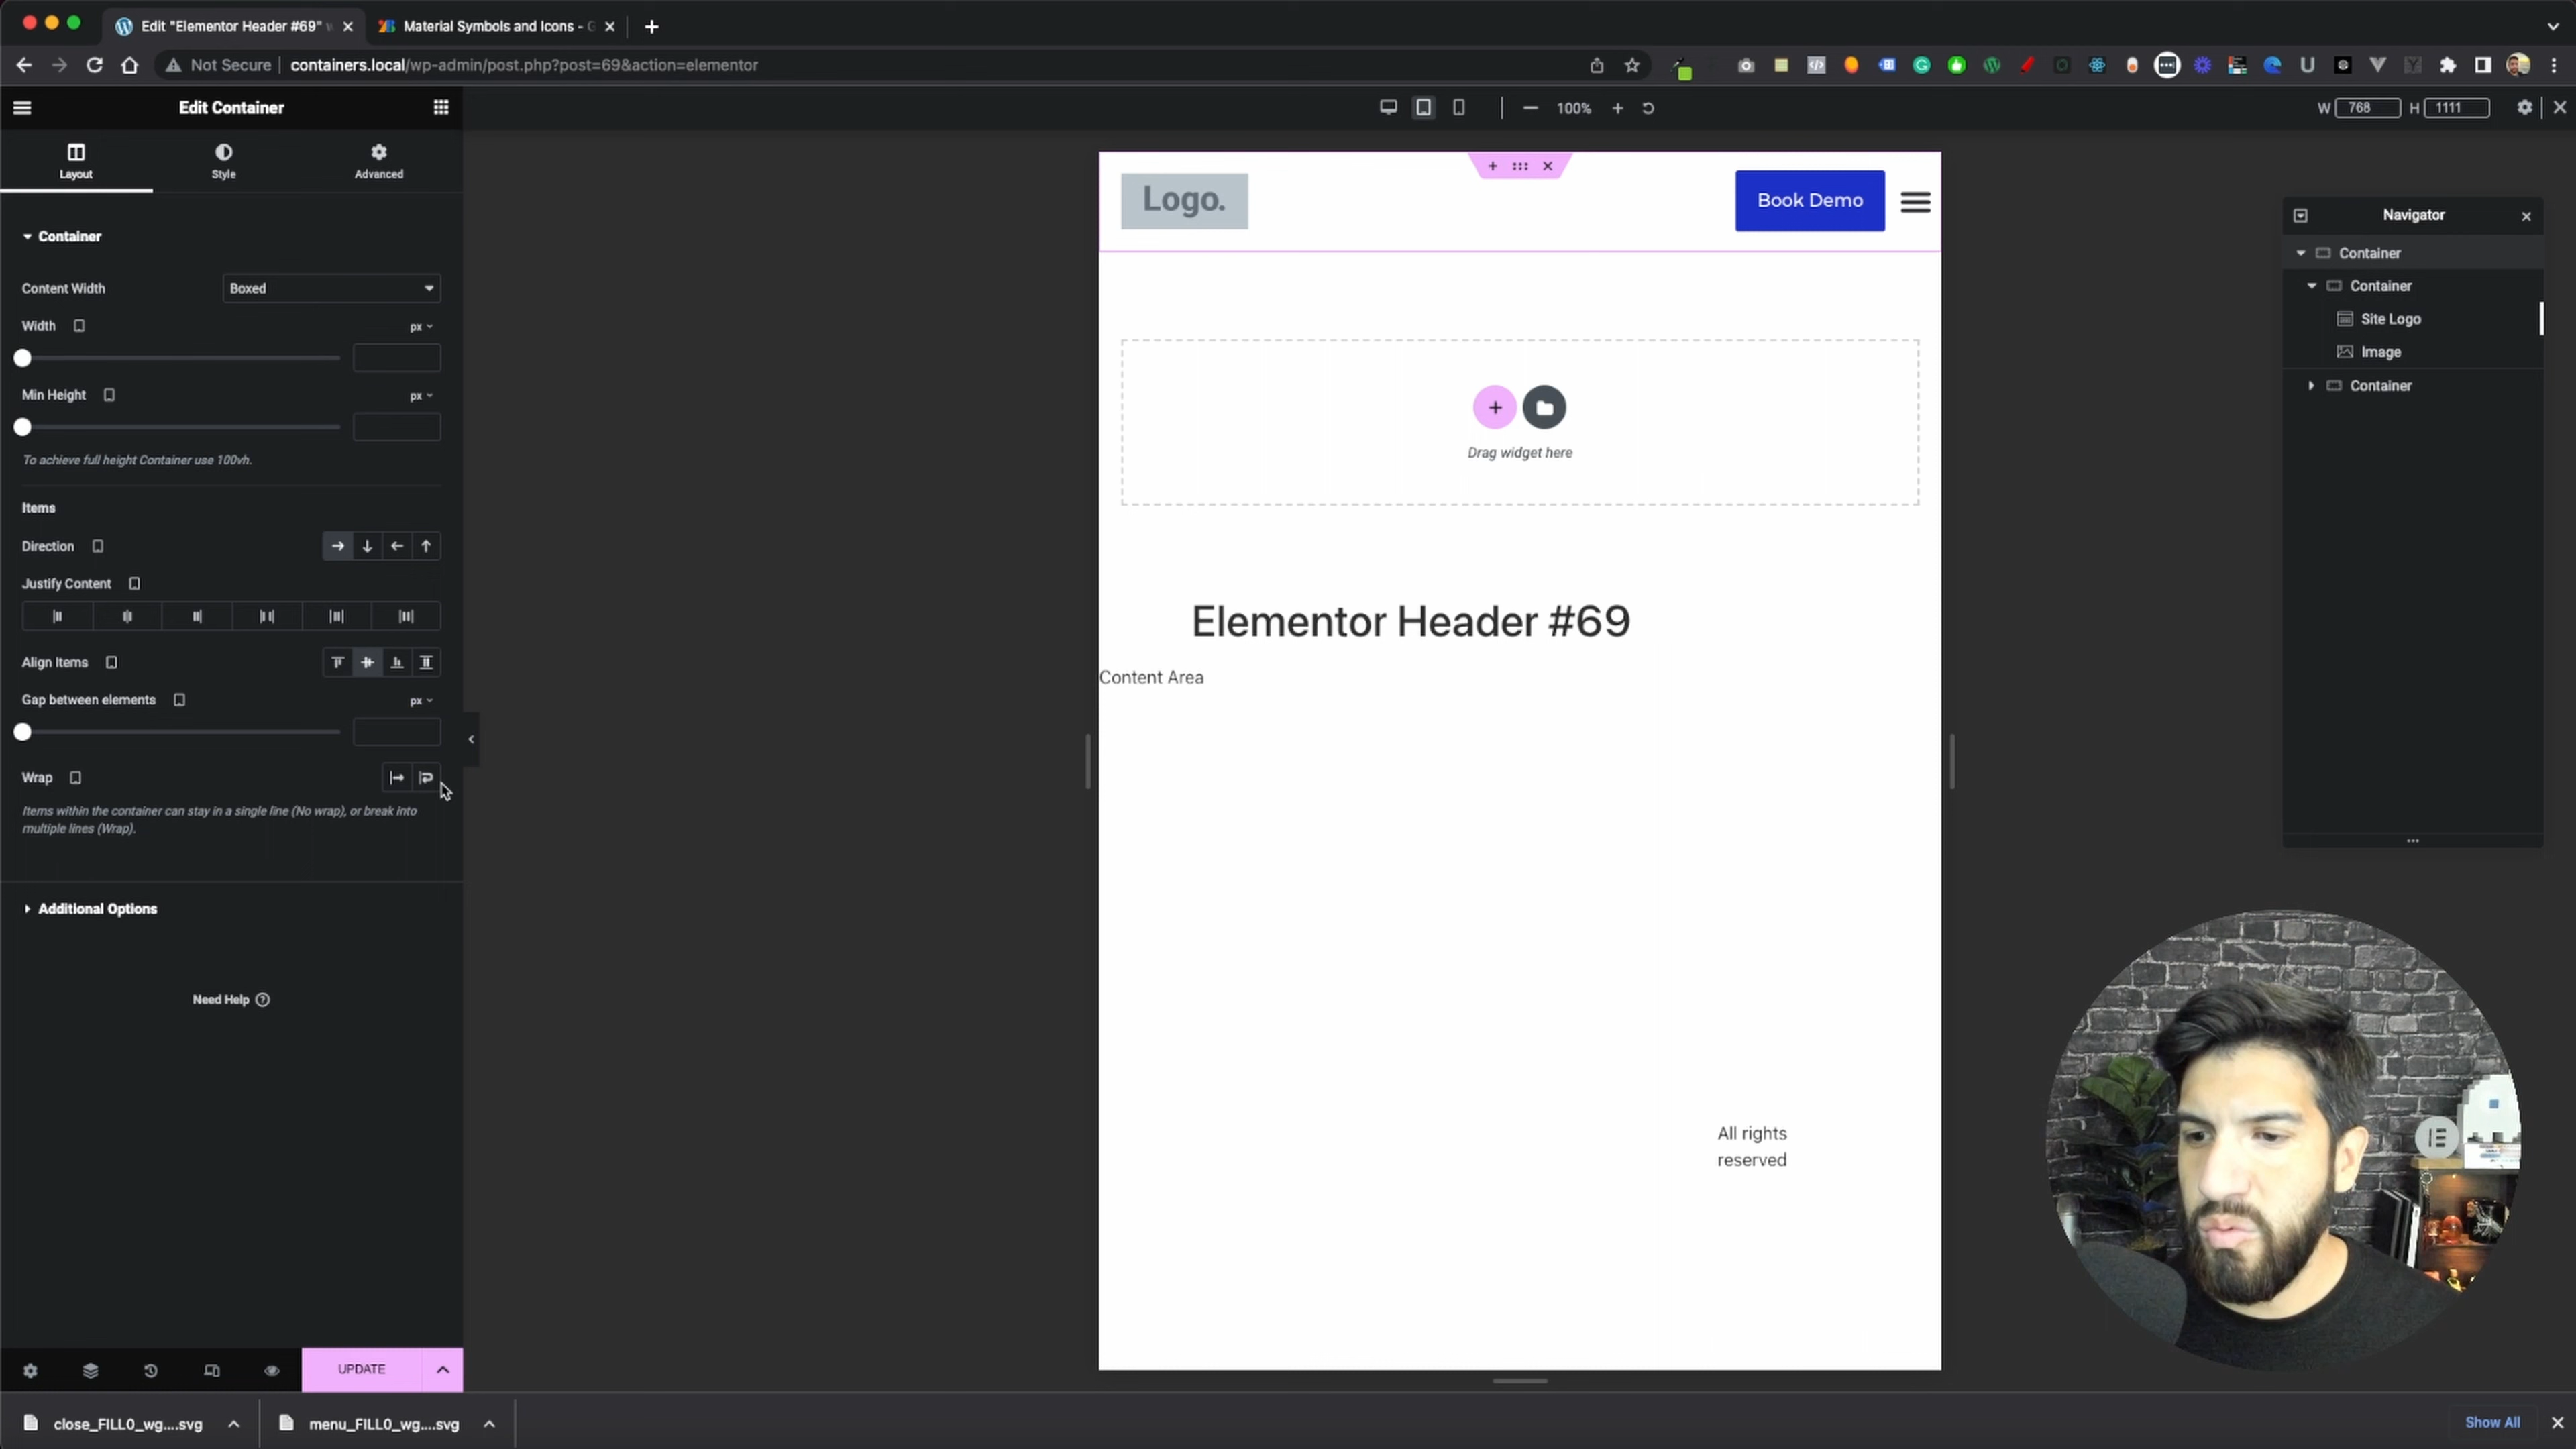 Edit "Elementor Header #69" w
Material Symbols and Icons - G
Not Secure
containers.local/wp-admin/post.php?post=69&action=elementor
Edit Container
100%
W 768 H 1111
Layout
Style
Advanced
Container
Content Width
Boxed
Width
px
Min Height
px
To achieve full height Container use 100vh.
Items
Direction
Justify Content
Align Items
Gap between elements
px
Wrap
Items within the container can stay in a single line (No wrap), or break into
multiple lines (Wrap).
Additional Options
Need Help
UPDATE
Logo.
Book Demo
Drag widget here
Elementor Header #69
Content Area
All rights
reserved
Navigator
Container
Container
Site Logo
Image
Container
close_FILL0_wg....svg
menu_FILL0_wg....svg
Show All